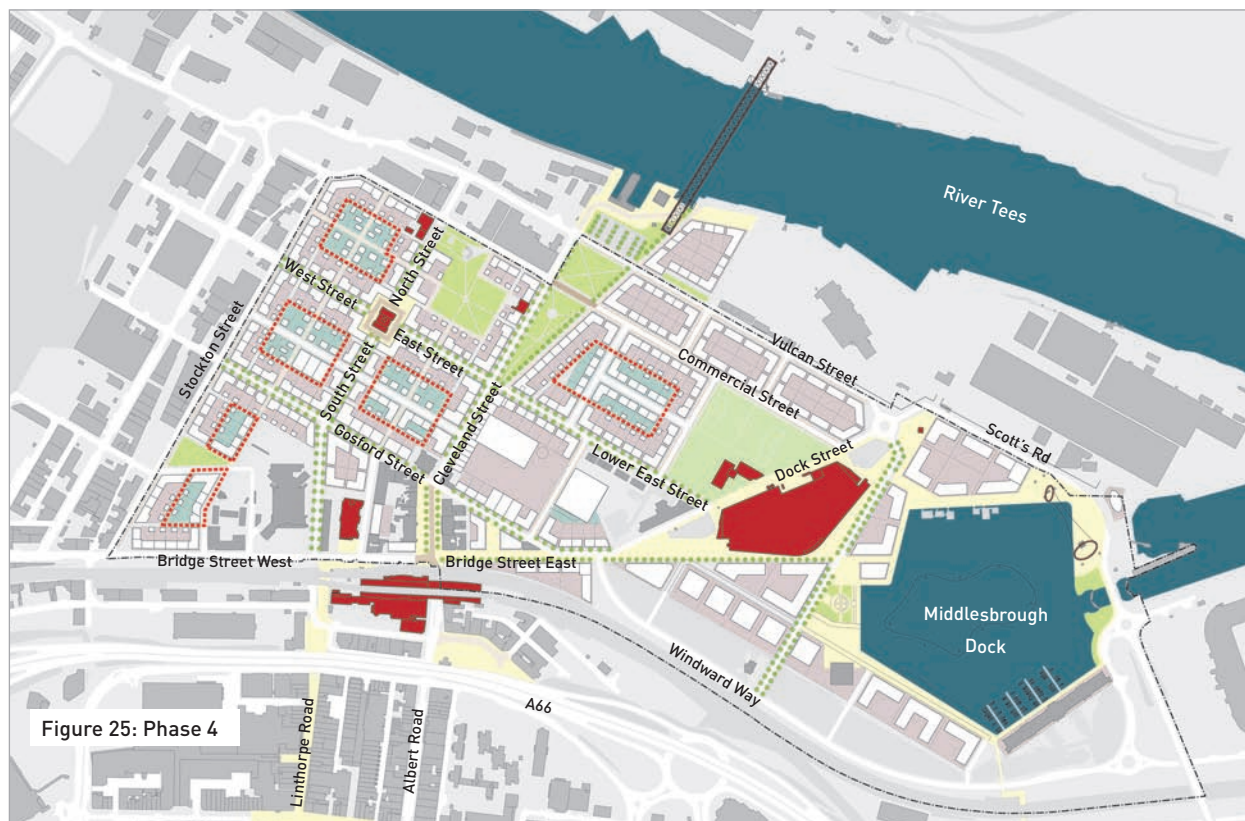 River Tees
North Street
West Street
Stockton Street
East Street
South Street
Vulcan Street
Commercial Street
Cleveland Street
Gosford Street
Scott's Rd
Dock Street
Lower East Street
Bridge Street West
Bridge Street East
Middlesbrough
Dock
Windward Way
A66
Figure 25: Phase 4
Linthorpe Road
Albert Road